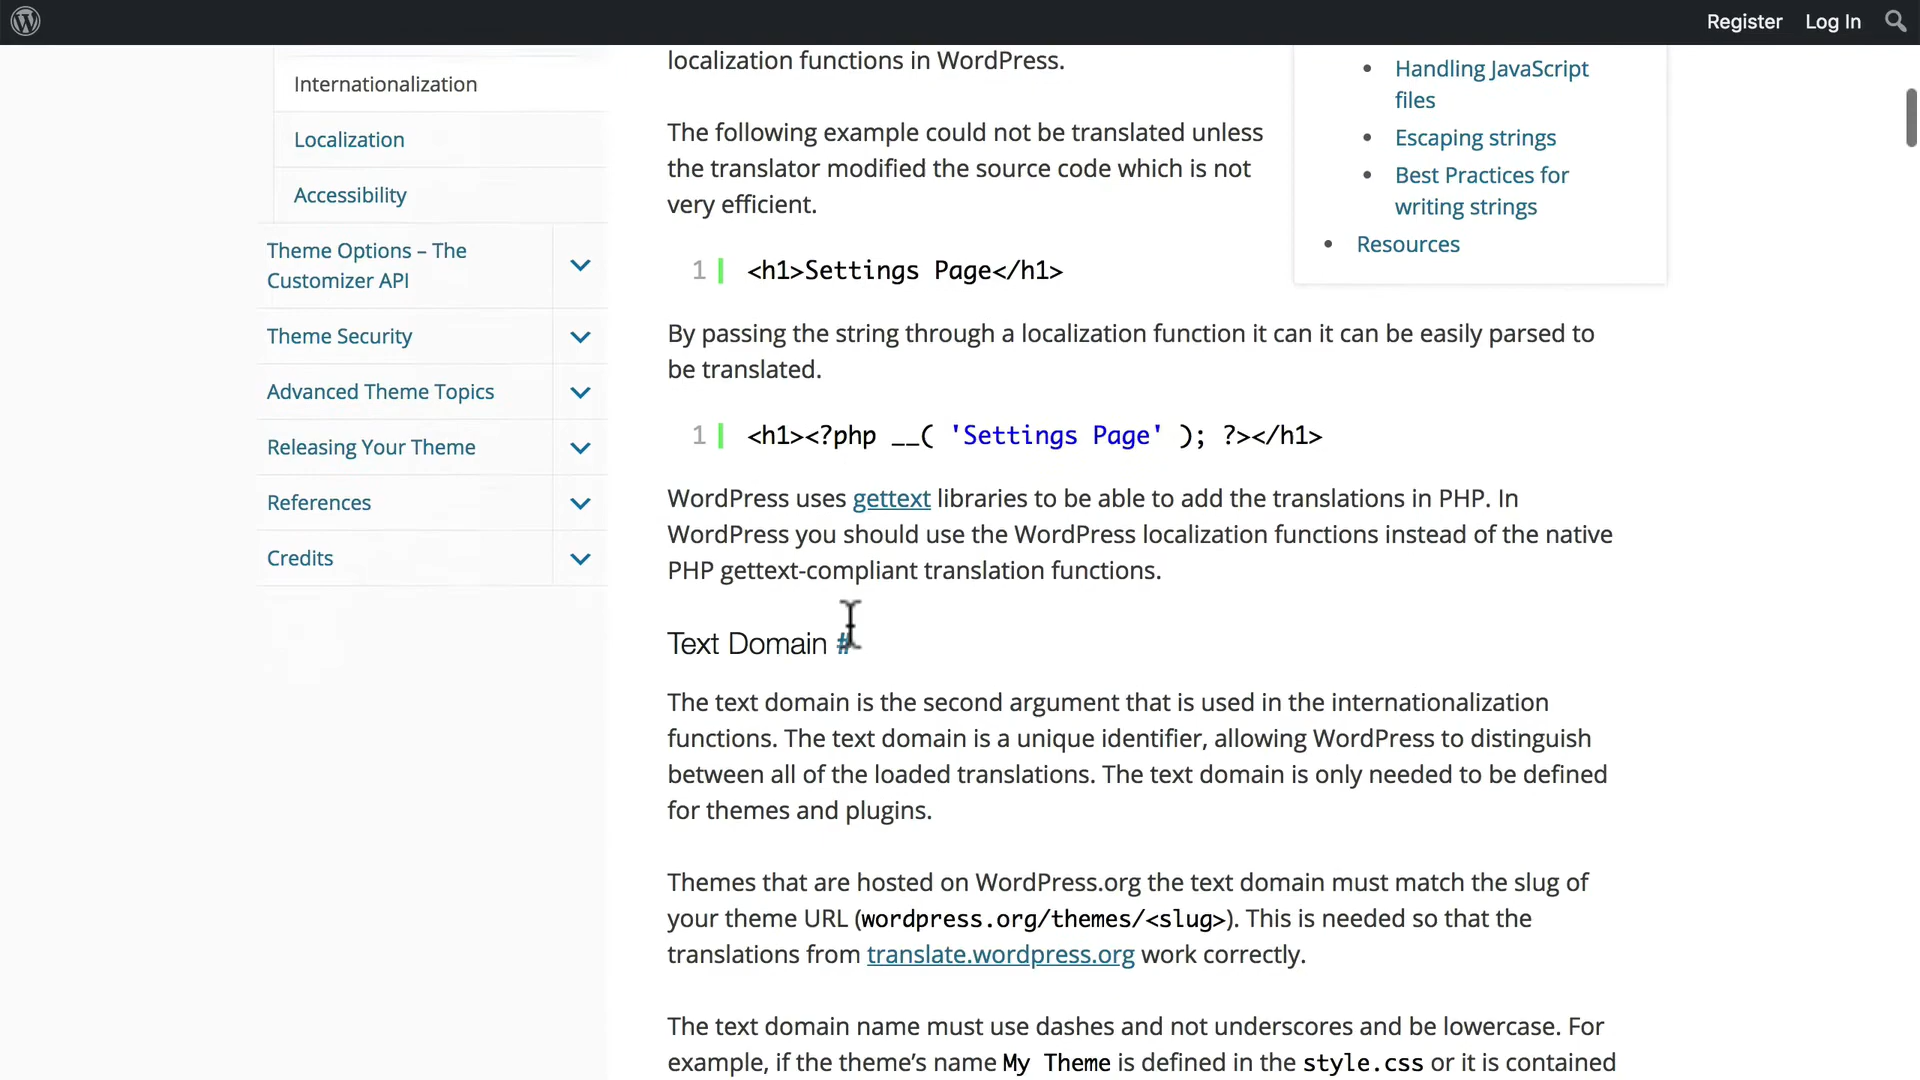 Register
Log In
Internationalization
Localization
Accessibility
Theme Options – The
Customizer API
Theme Security
Advanced Theme Topics
Releasing Your Theme
References
Credits
localization functions in WordPress.
The following example could not be translated unless
the translator modified the source code which is not
very efficient.
1 <h1>Settings Page</h1>
By passing the string through a localization function it can it can be easily parsed to
be translated.
1 <h1><?php __( 'Settings Page' ); ?></h1>
WordPress uses gettext libraries to be able to add the translations in PHP. In
WordPress you should use the WordPress localization functions instead of the native
PHP gettext-compliant translation functions.
Text Domain #
The text domain is the second argument that is used in the internationalization
functions. The text domain is a unique identifier, allowing WordPress to distinguish
between all of the loaded translations. The text domain is only needed to be defined
for themes and plugins.
Themes that are hosted on WordPress.org the text domain must match the slug of
your theme URL (wordpress.org/themes/<slug>). This is needed so that the
translations from translate.wordpress.org work correctly.
The text domain name must use dashes and not underscores and be lowercase. For
example, if the theme’s name My Theme is defined in the style.css or it is contained
• Handling JavaScript
files
• Escaping strings
• Best Practices for
writing strings
• Resources